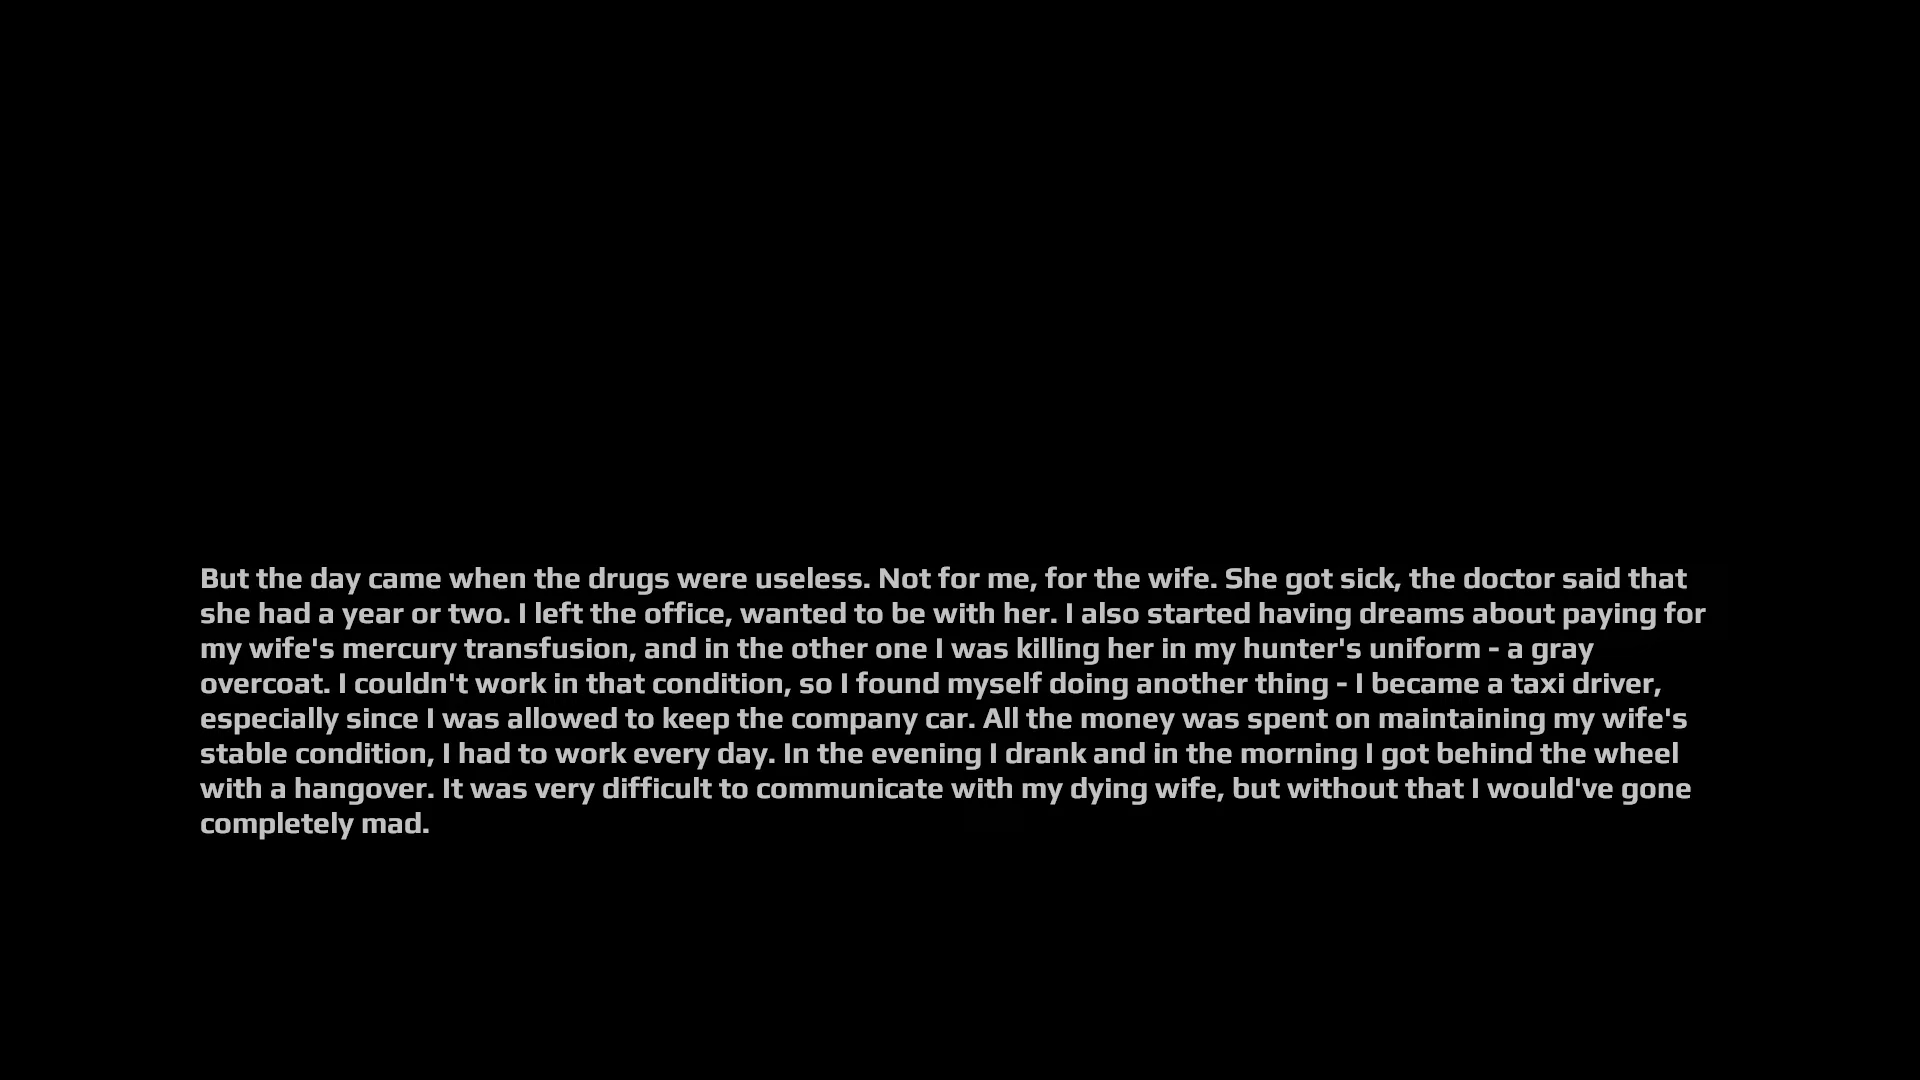 But the day came when the drugs were useless. Not for me, for the wife. She got sick, the doctor said that
she had a year or two. I left the office, wanted to be with her. I also started having dreams about paying for
my wife's mercury transfusion, and in the other one I was killing her in my hunter's uniform - a gray
overcoat. I couldn't work in that condition, so I found myself doing another thing - I became a taxi driver,
especially since I was allowed to keep the company car. All the money was spent on maintaining my wife's
stable condition, I had to work every day. In the evening I drank and in the morning I got behind the wheel
with a hangover. It was very difficult to communicate with my dying wife, but without that I would've gone
completely mad.